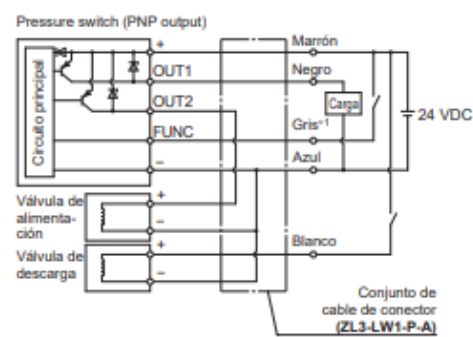 Pressure switch (PNP output)
Circuito principal
+
OUT1
OUT2
FUNC
–
Marrón
Negro
Carga
Gris*1
Azul
24 VDC
Válvula de
alimenta-
ción
+
–
Válvula de
descarga
+
–
Blanco
Conjunto de
cable de conector
(ZL3-LW1-P-A)